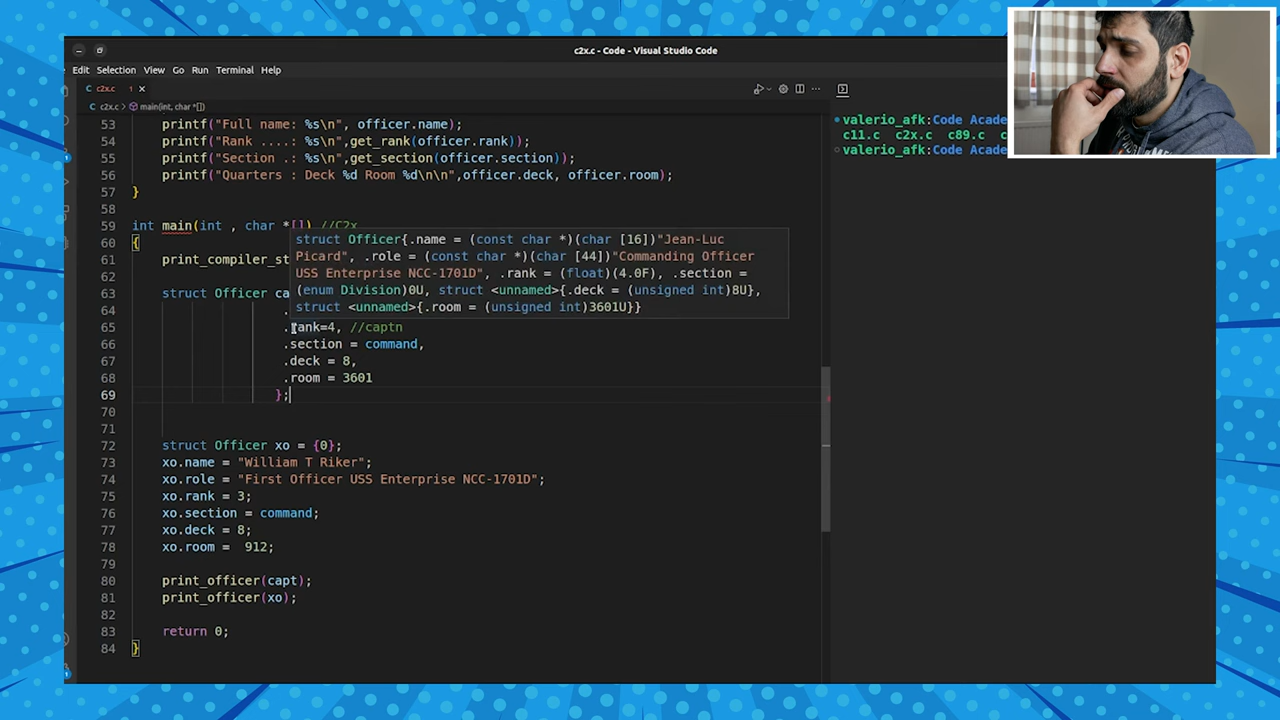 c2x.c - Code - Visual Studio Code
Edit Selection View Go Run Terminal Help
c2x.c 1
c2x.c > main(int, char *[])
53 printf("Full name: %s\n", officer.name);
54 printf("Rank ....: %s\n",get_rank(officer.rank));
55 printf("Section .: %s\n",get_section(officer.section));
56 printf("Quarters : Deck %d Room %d\n\n",officer.deck, officer.room);
57 }
58
59 int main(int , char *[]) //C2x
60 {
61 print_compiler_st
62
63 struct Officer ca
64 .
65 .rank=4, //captn
66 .section = command,
67 .deck = 8,
68 .room = 3601
69 };
70
71
72 struct Officer xo = {0};
73 xo.name = "William T Riker";
74 xo.role = "First Officer USS Enterprise NCC-1701D";
75 xo.rank = 3;
76 xo.section = command;
77 xo.deck = 8;
78 xo.room =  912;
79
80 print_officer(capt);
81 print_officer(xo);
82
83 return 0;
84 }
struct Officer{.name = (const char *)(char [16])"Jean-Luc
Picard", .role = (const char *)(char [44])"Commanding Officer
USS Enterprise NCC-1701D", .rank = (float)(4.0F), .section =
(enum Division)0U, struct <unnamed>{.deck = (unsigned int)8U},
struct <unnamed>{.room = (unsigned int)3601U}}
valerio_afk:Code Acade
c11.c c2x.c c89.c c
valerio_afk:Code Acade